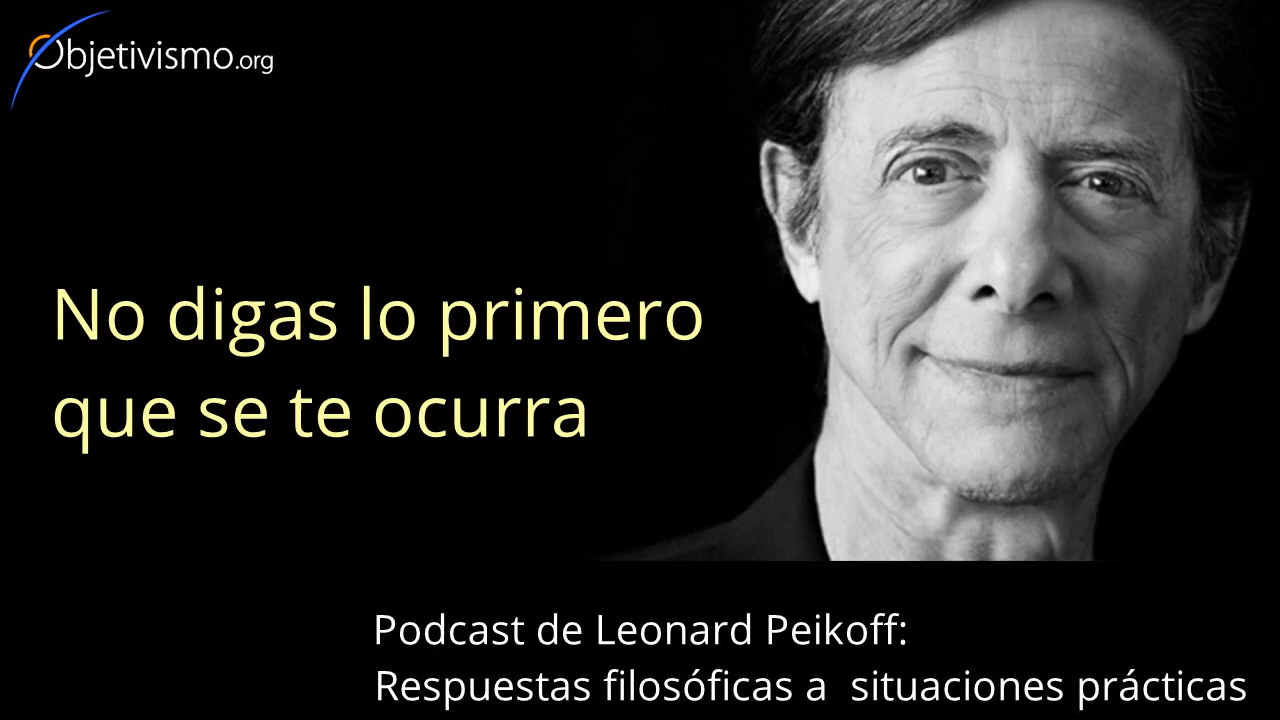 Objetivismo.org
No digas lo primero
que se te ocurra
Podcast de Leonard Peikoff:
Respuestas filosóficas a situaciones prácticas